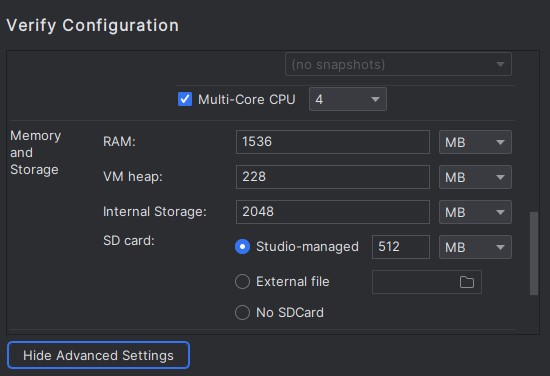 Verify Configuration
(no snapshots)
Multi-Core CPU 4
Memory and Storage
RAM: 1536 MB
VM heap: 228 MB
Internal Storage: 2048 MB
SD card: Studio-managed 512 MB
External file
No SDCard
Hide Advanced Settings